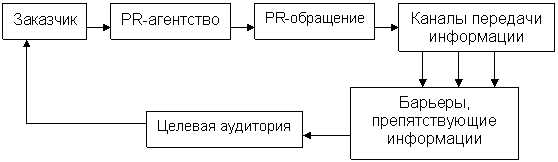 Заказчик
PR-агентство
PR-обращение
Каналы передачи
информации
Барьеры,
препятствующие
информации
Целевая аудитория